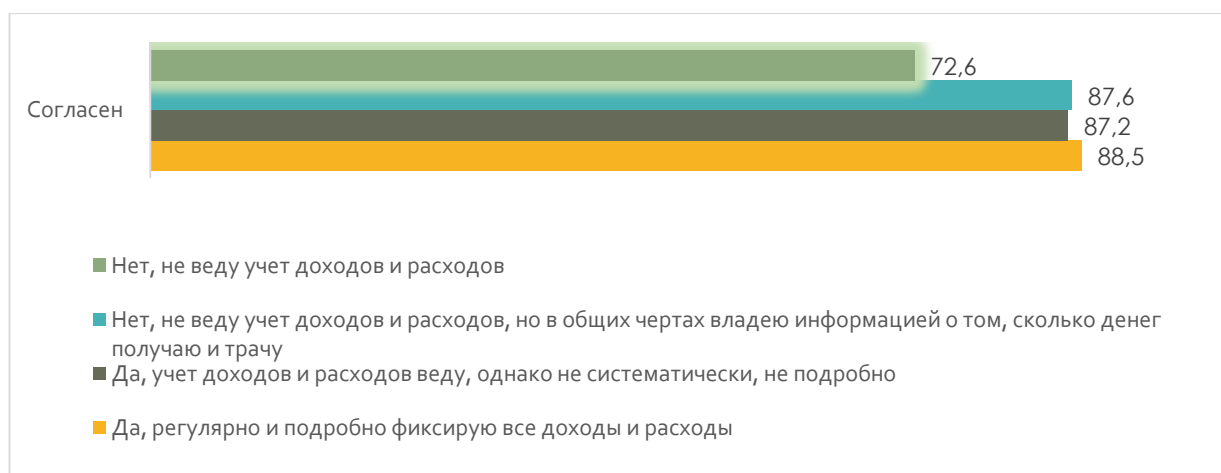 72,6
87,6
Согласен
87,2
88,5
Нет, не веду учет доходов и расходов
Нет, не веду учет доходов и расходов, но в общих чертах владею информацией о том, сколько денег
получаю и трачу
Да, учет доходов и расходов веду, однако не систематически, не подробно
Да, регулярно и подробно фиксирую все доходы и расходы